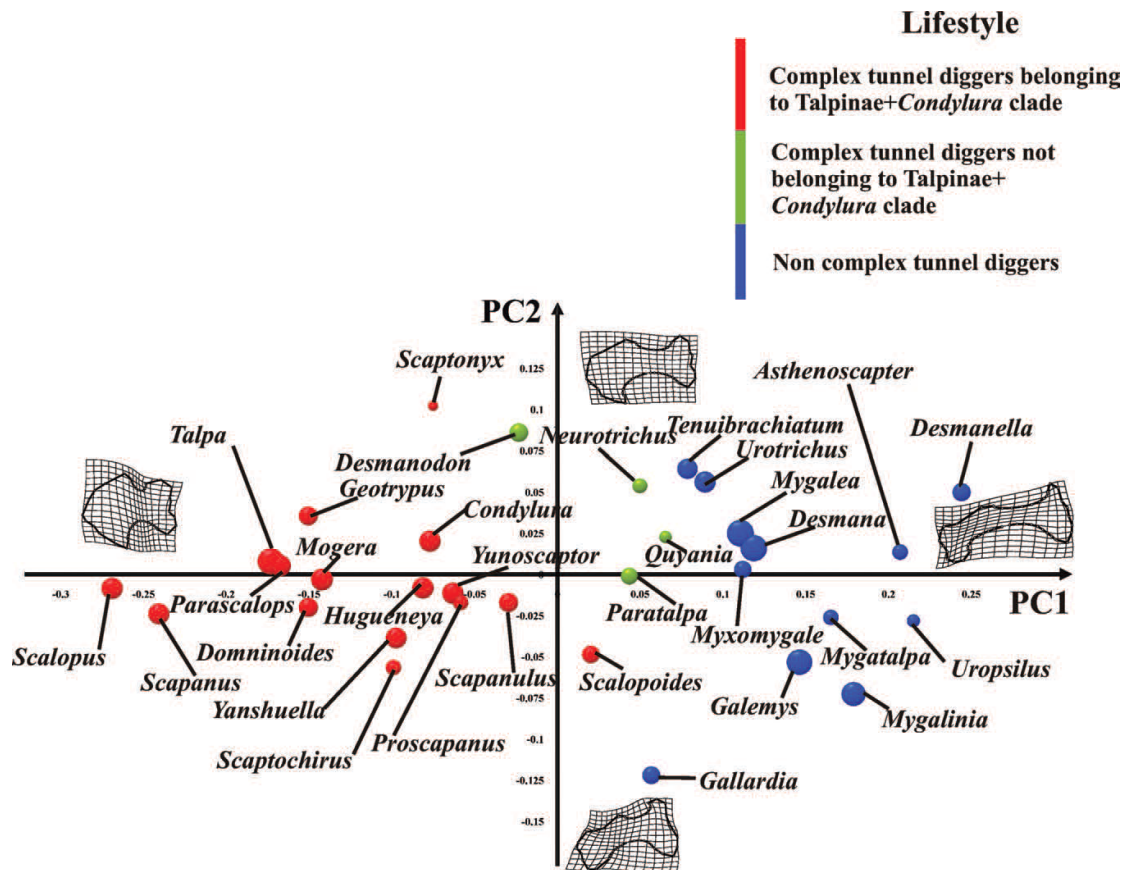 Lifestyle
Complex tunnel diggers belonging
to Talpinae+Condylura clade
Complex tunnel diggers not
belonging to Talpinae+
Condylura clade
Non complex tunnel diggers
PC2
0.125
0.1
0.075
0.05
0.025
0
-0.05
-0.075
-0.1
-0.125
-0.15
-0.3
-0.25
-0.2
-0.15
-0.1
-0.05
0.05
0.1
0.15
0.2
0.25
PC1
Scaptonyx
Asthenoscapter
Talpa
Neurotrichus
Tenuibrachiatum
Desmanella
Desmanodon
Urotrichus
Geotrypus
Mygalea
Condylura
Desmana
Mogera
Yunoscaptor
Quyania
Parascalops
Hugueneya
Paratalpa
Myxomygale
Scalopus
Domninoides
Mygatalpa
Uropsilus
Scapanus
Scapanulus
Scalopoides
Yanshuella
Galemys
Mygalinia
Scaptochirus
Proscapanus
Gallardia